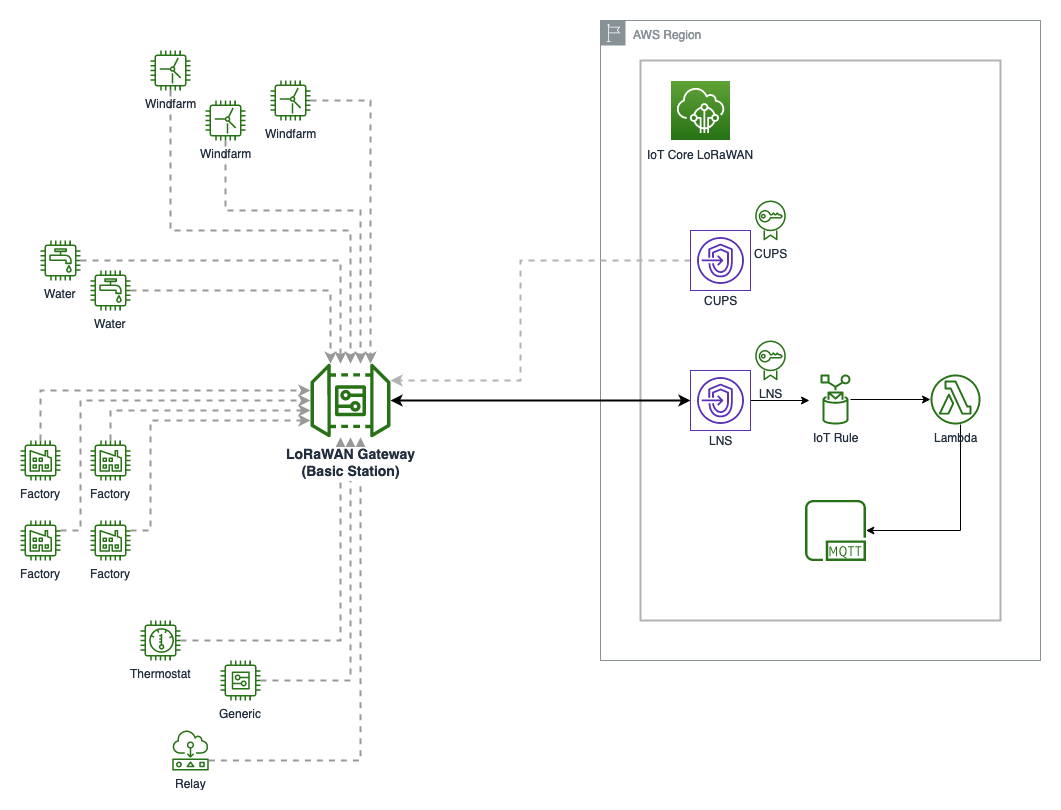 AWS Region
Windfarm
Windfarm
Windfarm
IoT Core LoRaWAN
CUPS
CUPS
Water
Water
LNS
LNS
IoT Rule
Lambda
LoRaWAN Gateway
(Basic Station)
Factory
Factory
MQTT
Factory
Factory
Thermostat
Generic
Relay